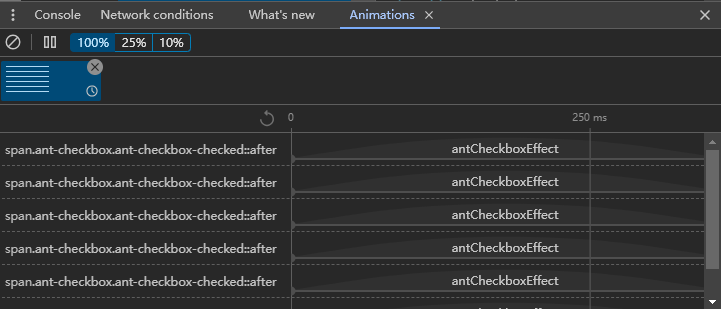 Console Network conditions What's new Animations
100% 25% 10%
0 250 ms
span.ant-checkbox.ant-checkbox-checked::after antCheckboxEffect
span.ant-checkbox.ant-checkbox-checked::after antCheckboxEffect
span.ant-checkbox.ant-checkbox-checked::after antCheckboxEffect
span.ant-checkbox.ant-checkbox-checked::after antCheckboxEffect
span.ant-checkbox.ant-checkbox-checked::after antCheckboxEffect